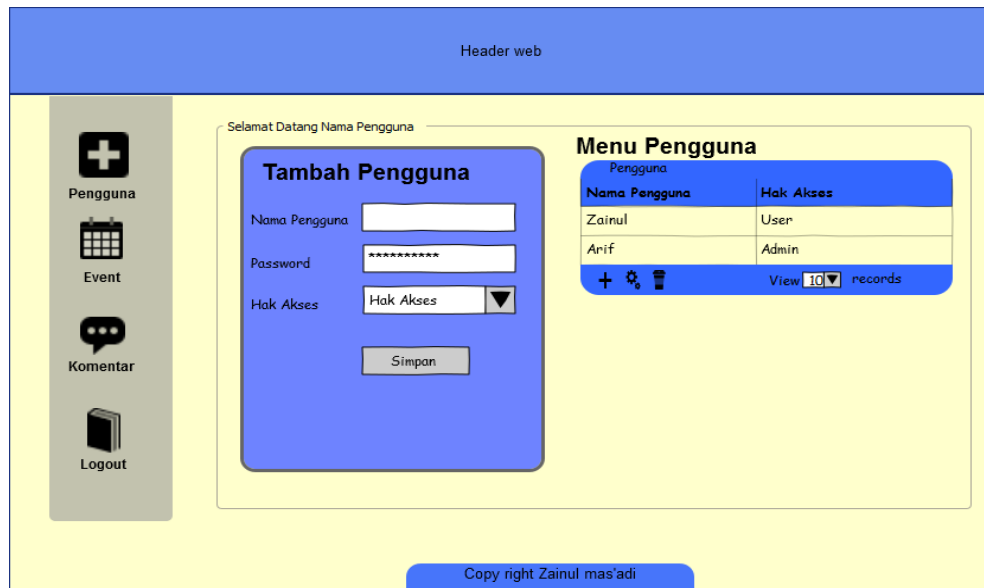 Header web
Pengguna
Event
Komentar
Logout
Selamat Datang Nama Pengguna
Tambah Pengguna
Nama Pengguna
Password **********
Hak Akses Hak Akses
Simpan
Menu Pengguna
Pengguna
Nama Pengguna Hak Akses
Zainul User
Arif Admin
View 10 records
Copy right Zainul mas'adi